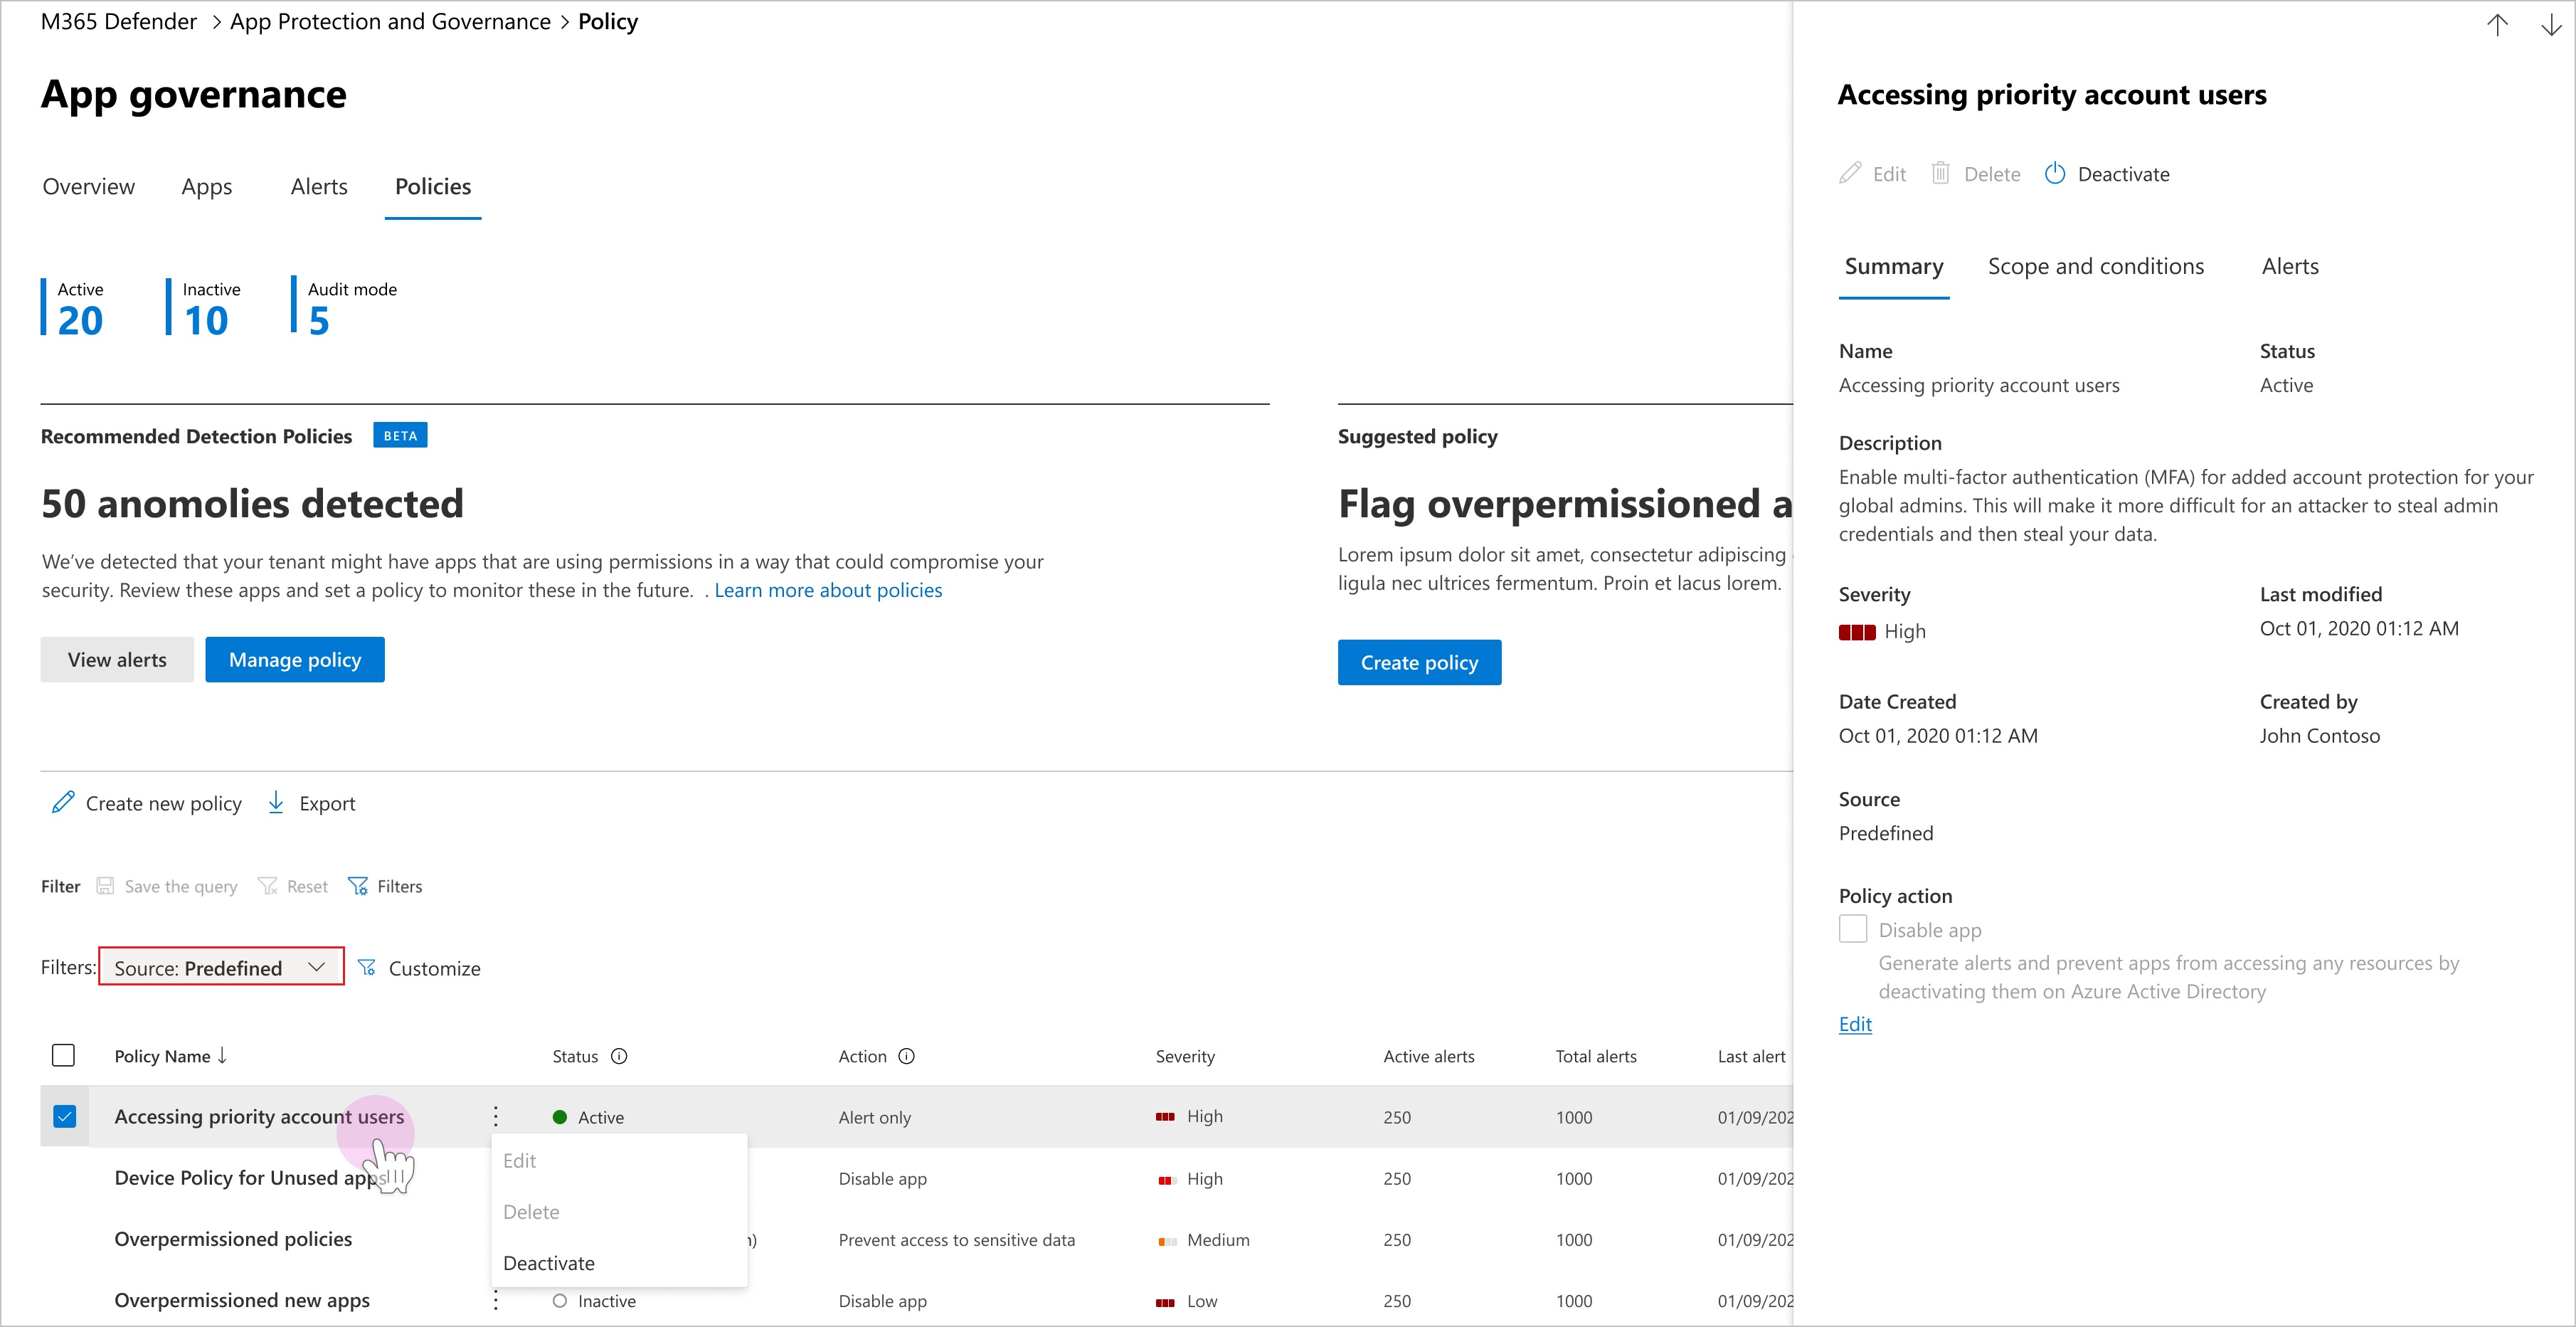 M365 Defender > App Protection and Governance > Policy
App governance
Overview Apps Alerts Policies
Active Inactive Audit mode
20 10 5
Recommended Detection Policies BETA
50 anomolies detected
We've detected that your tenant might have apps that are using permissions in a way that could compromise your
security. Review these apps and set a policy to monitor these in the future.  . Learn more about policies
View alerts Manage policy
Suggested policy
Flag overpermissioned a
Lorem ipsum dolor sit amet, consectetur adipiscing
ligula nec ultrices fermentum. Proin et lacus lorem.
Create policy
Create new policy Export
Filter Save the query Reset Filters
Filters: Source: Predefined Customize
Policy Name Status Action Severity Active alerts Total alerts Last alert
Accessing priority account users Active Alert only High 250 1000 01/09/202
Device Policy for Unused apps Disable app High 250 1000 01/09/202
Overpermissioned policies n) Prevent access to sensitive data Medium 250 1000 01/09/202
Overpermissioned new apps Inactive Disable app Low 250 1000 01/09/202
Edit
Delete
Deactivate
Accessing priority account users
Edit Delete Deactivate
Summary Scope and conditions Alerts
Name Status
Accessing priority account users Active
Description
Enable multi-factor authentication (MFA) for added account protection for your
global admins. This will make it more difficult for an attacker to steal admin
credentials and then steal your data.
Severity Last modified
High Oct 01, 2020 01:12 AM
Date Created Created by
Oct 01, 2020 01:12 AM John Contoso
Source
Predefined
Policy action
Disable app
Generate alerts and prevent apps from accessing any resources by
deactivating them on Azure Active Directory
Edit